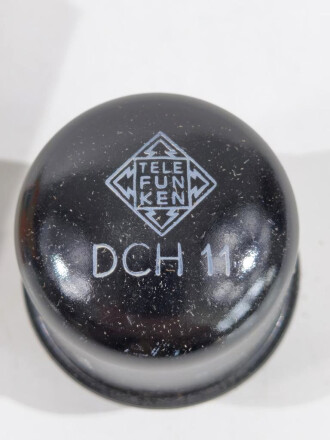 TELE
FUN
KEN
DCH 11